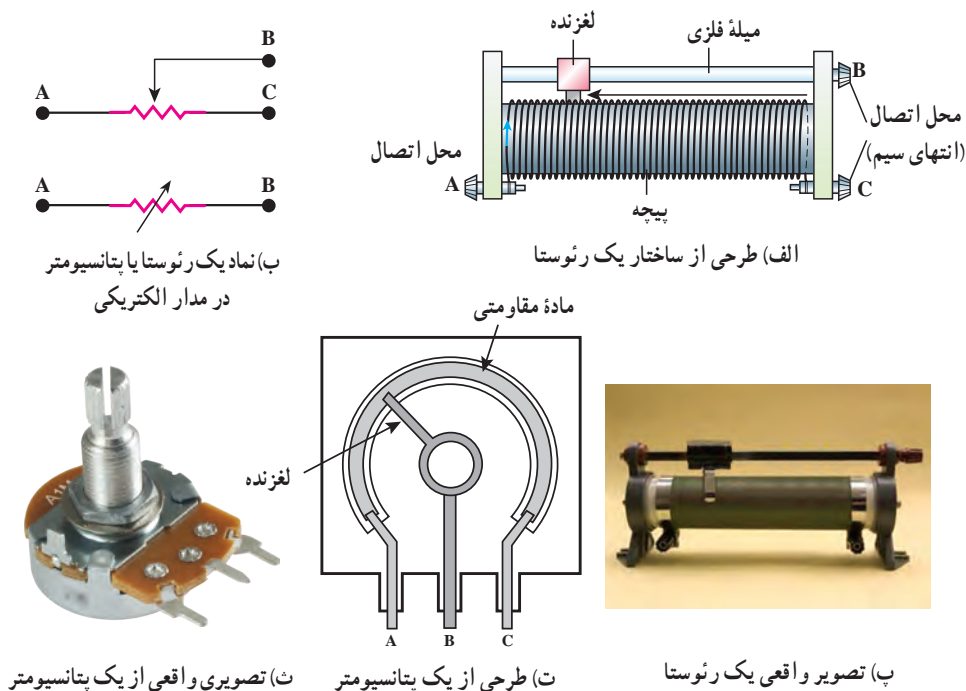 لغزنده
میلهٔ فلزی
B
محل اتصال
(انتهای سیم)
محل اتصال
A
C
پیچه
الف) طرحی از ساختار یک رئوستا
B
A
C
A
B
ب) نماد یک رئوستا یا پتانسیومتر
در مدار الکتریکی
مادهٔ مقاومتی
لغزنده
A
B
C
پ) تصویر واقعی یک رئوستا
ت) طرحی از یک پتانسیومتر
ث) تصویری واقعی از یک پتانسیومتر